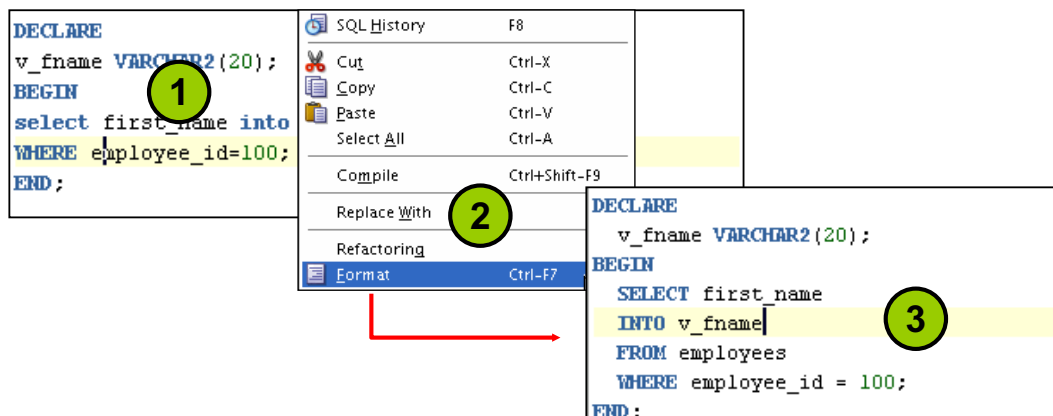 DECLARE
v_fname VARCHAR2(20);
BEGIN
select first_name into
WHERE employee_id=100;
END;
1
SQL History F8
Cut Ctrl-X
Copy Ctrl-C
Paste Ctrl-V
Select All Ctrl-A
Compile Ctrl+Shift-F9
Replace With
Refactoring
Format Ctrl-F7
2
DECLARE
v_fname VARCHAR2(20);
BEGIN
SELECT first_name
INTO v_fname
FROM employees
WHERE employee_id = 100;
END;
3